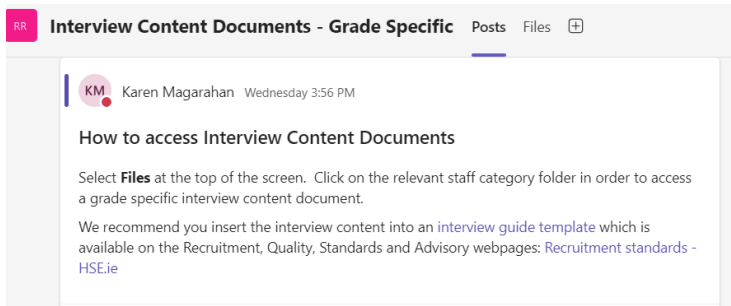 RR Interview Content Documents - Grade Specific Posts Files
KM Karen Magarahan Wednesday 3:56 PM
How to access Interview Content Documents
Select Files at the top of the screen. Click on the relevant staff category folder in order to access
a grade specific interview content document.
We recommend you insert the interview content into an interview guide template which is
available on the Recruitment, Quality, Standards and Advisory webpages: Recruitment standards -
HSE.ie